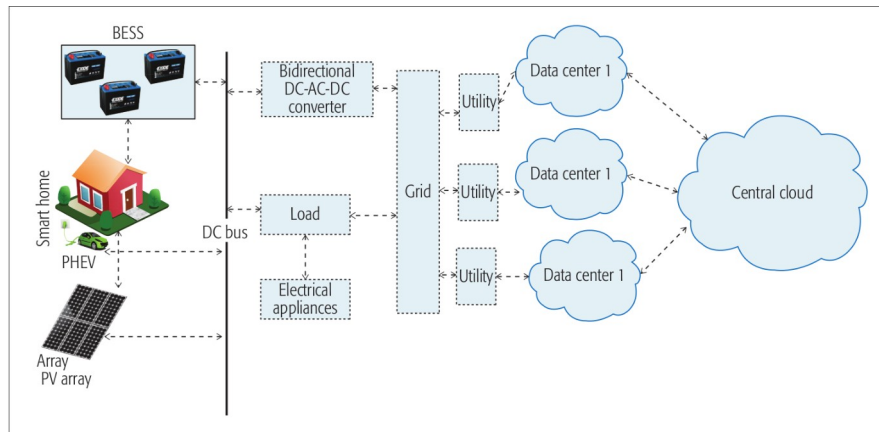 BESS
Bidirectional
DC-AC-DC
converter
Utility
Data center 1
Smart home
Grid
Utility
Data center 1
Central cloud
Load
DC bus
PHEV
Utility
Data center 1
Electrical
appliances
Array
PV array